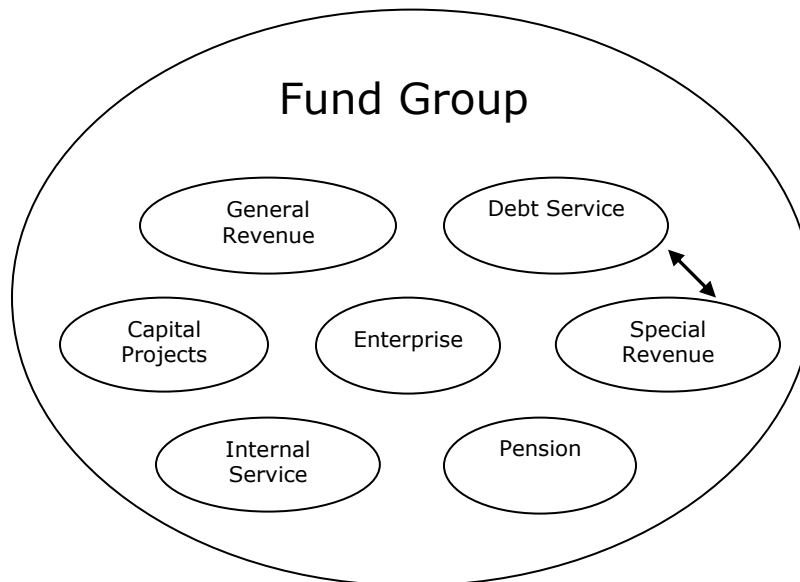 Fund Group
General
Revenue
Debt Service
Capital
Projects
Enterprise
Special
Revenue
Internal
Service
Pension